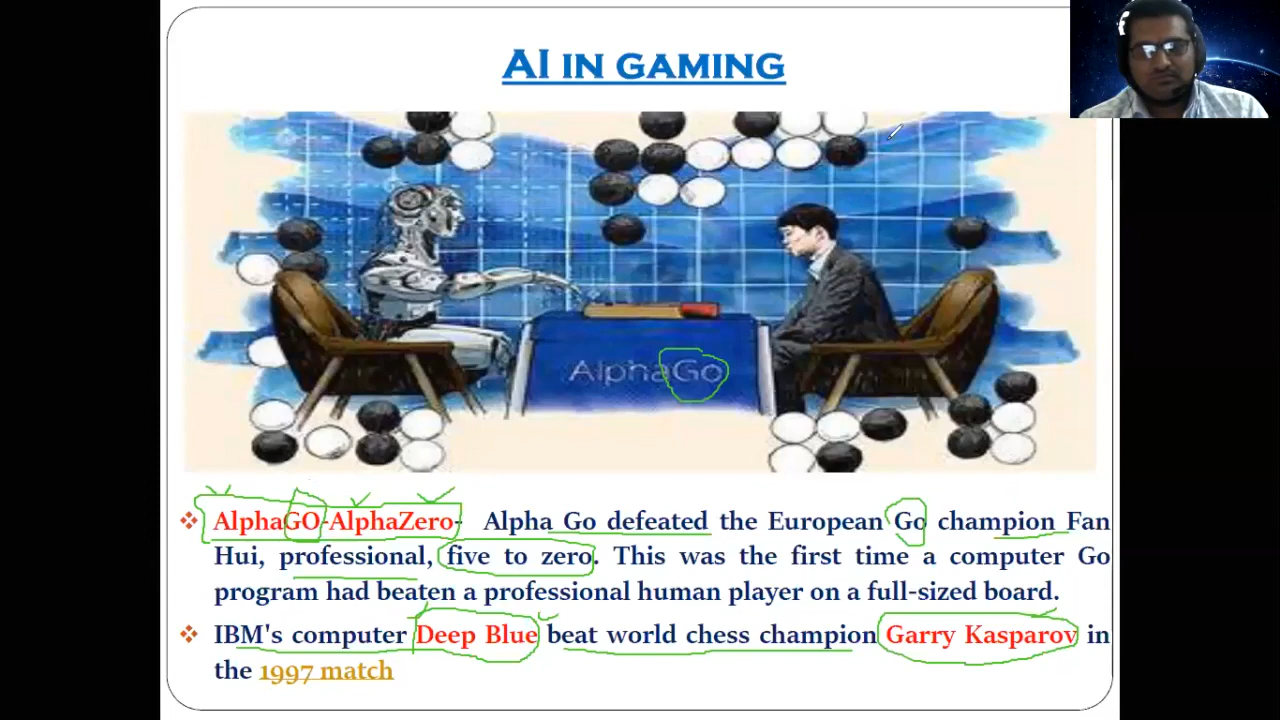 AI IN GAMING
AlphaGo
AlphaGO-AlphaZero- Alpha Go defeated the European Go champion Fan
Hui, professional, five to zero. This was the first time a computer Go
program had beaten a professional human player on a full-sized board.
IBM's computer Deep Blue beat world chess champion Garry Kasparov in
the 1997 match